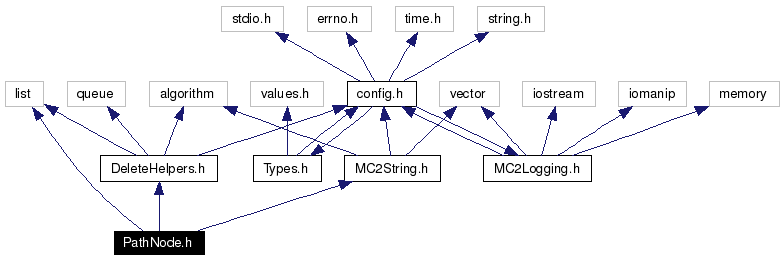 stdio.h errno.h time.h string.h
list queue algorithm values.h config.h vector iostream iomanip memory
DeleteHelpers.h Types.h MC2String.h MC2Logging.h
PathNode.h